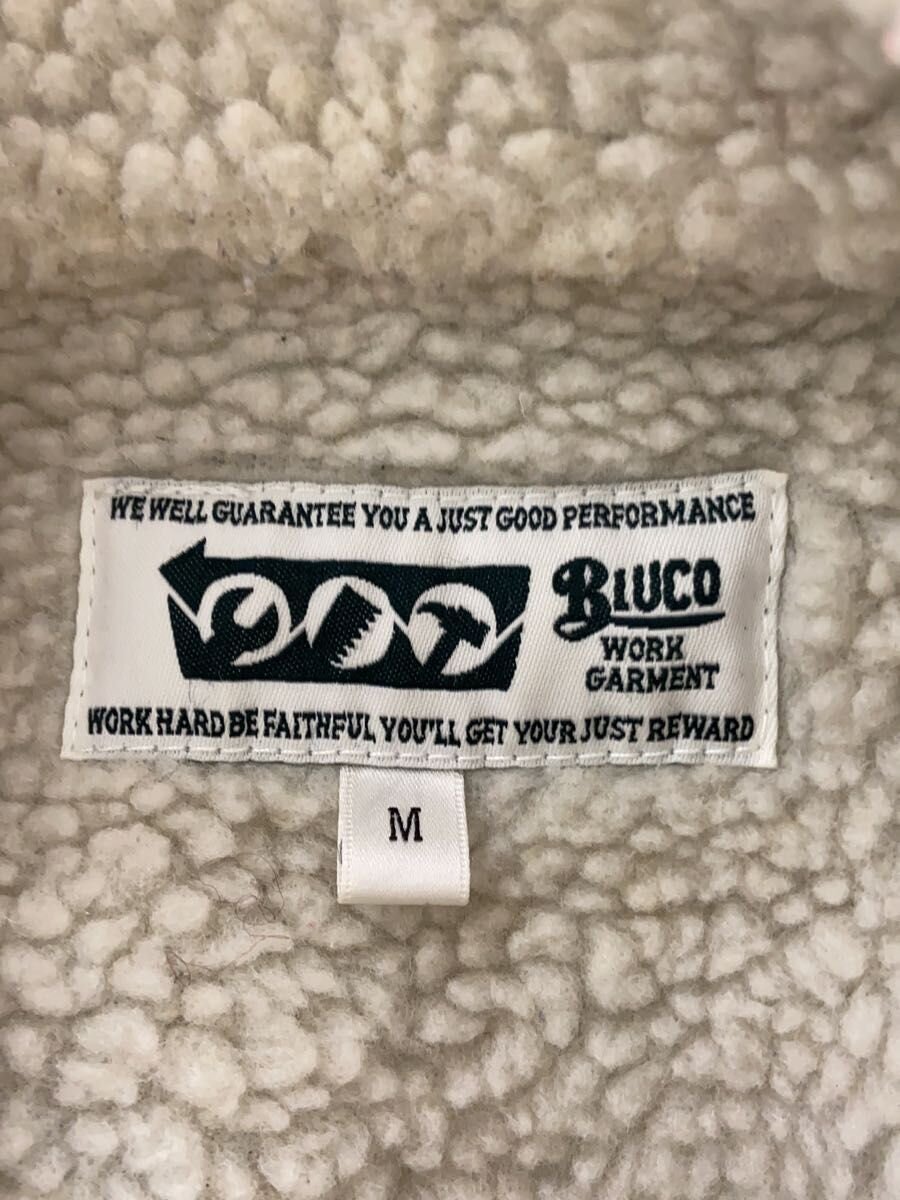 WE WELL GUARANTEE YOU A JUST GOOD PERFORMANCE
BLUCO
WORK
GARMENT
WORK HARD BE FAITHFUL YOU'LL GET YOUR JUST REWARD
M